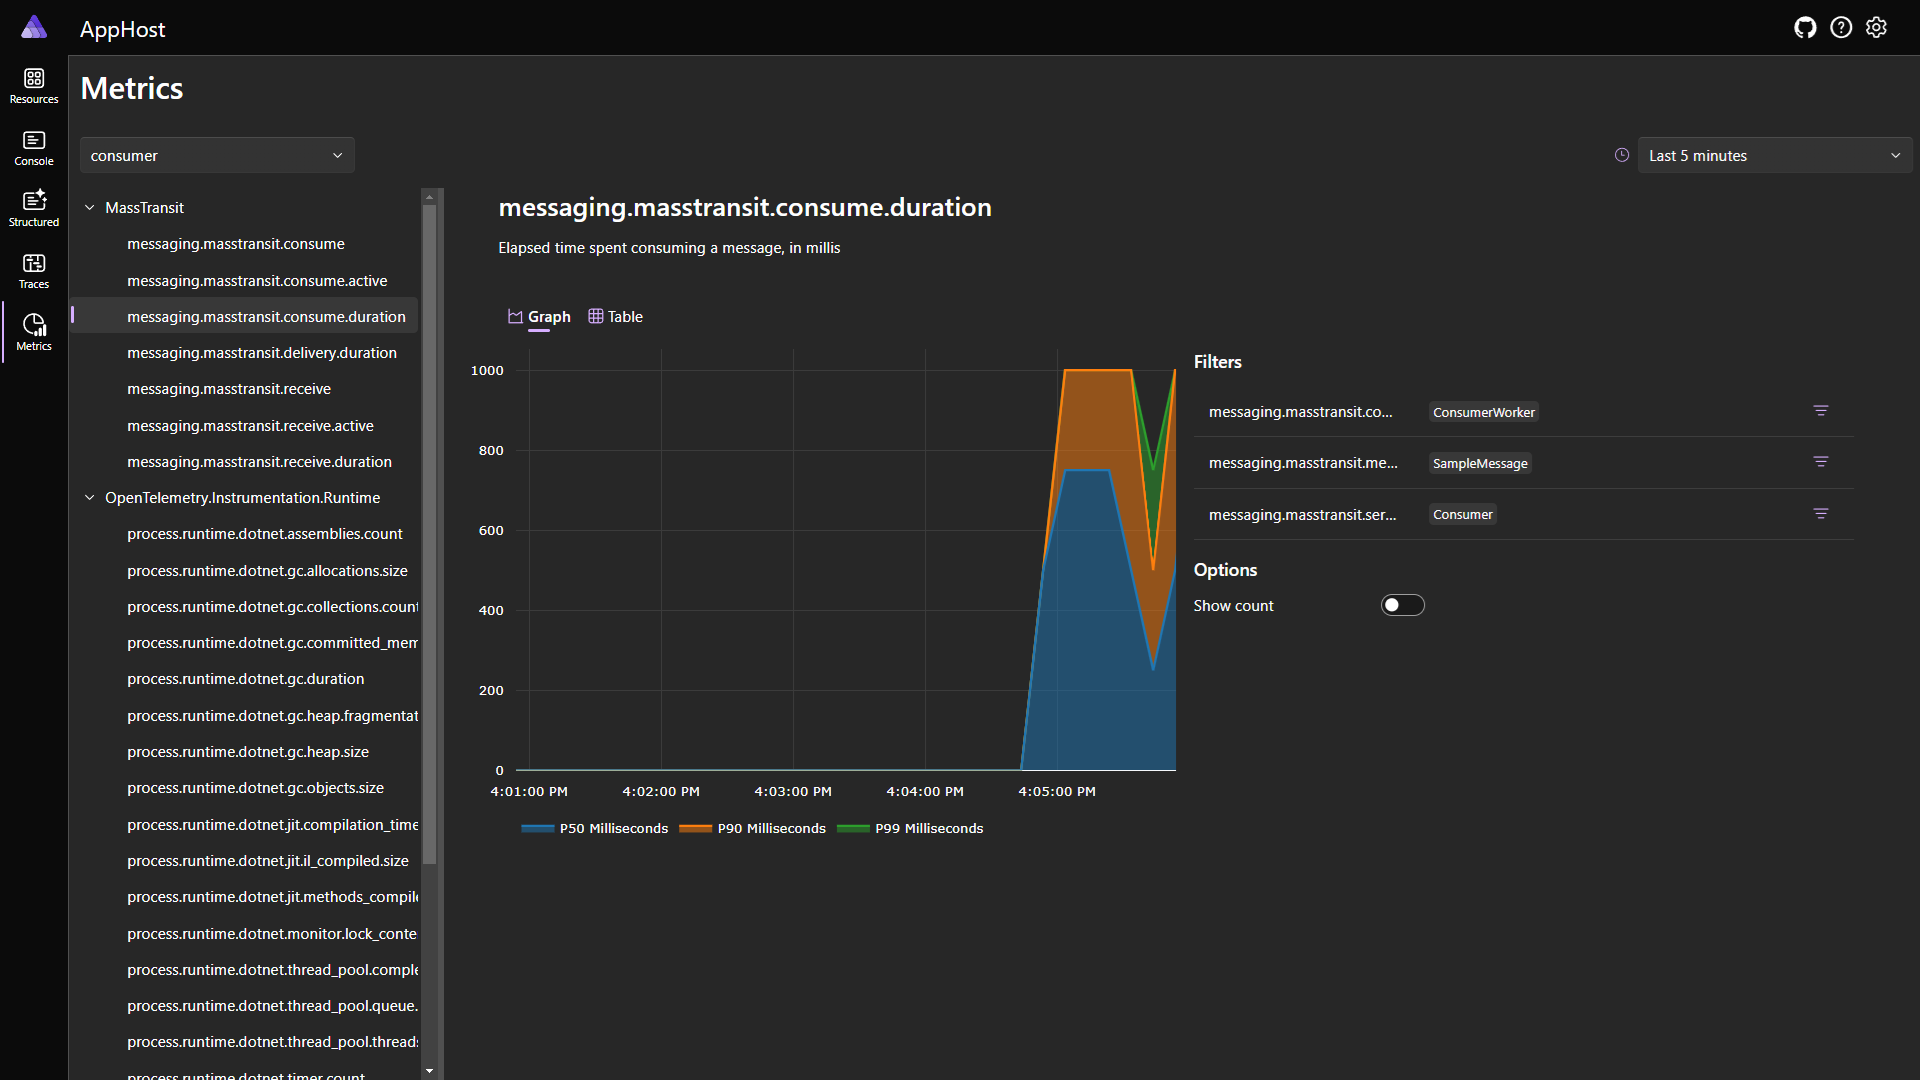 AppHost
Resources
Console
Structured
Traces
Metrics
Metrics
consumer
Last 5 minutes
MassTransit
messaging.masstransit.consume
messaging.masstransit.consume.active
messaging.masstransit.consume.duration
messaging.masstransit.delivery.duration
messaging.masstransit.receive
messaging.masstransit.receive.active
messaging.masstransit.receive.duration
OpenTelemetry.Instrumentation.Runtime
process.runtime.dotnet.assemblies.count
process.runtime.dotnet.gc.allocations.size
process.runtime.dotnet.gc.collections.count
process.runtime.dotnet.gc.committed_mem
process.runtime.dotnet.gc.duration
process.runtime.dotnet.gc.heap.fragmentat
process.runtime.dotnet.gc.heap.size
process.runtime.dotnet.gc.objects.size
process.runtime.dotnet.jit.compilation_time
process.runtime.dotnet.jit.il_compiled.size
process.runtime.dotnet.jit.methods_compile
process.runtime.dotnet.monitor.lock_conte
process.runtime.dotnet.thread_pool.comple
process.runtime.dotnet.thread_pool.queue.
process.runtime.dotnet.thread_pool.threads
process.runtime.dotnet.timer.count
messaging.masstransit.consume.duration
Elapsed time spent consuming a message, in millis
Graph Table
1000
800
600
400
200
0
4:01:00 PM 4:02:00 PM 4:03:00 PM 4:04:00 PM 4:05:00 PM
P50 Milliseconds P90 Milliseconds P99 Milliseconds
Filters
messaging.masstransit.co... ConsumerWorker
messaging.masstransit.me... SampleMessage
messaging.masstransit.ser... Consumer
Options
Show count